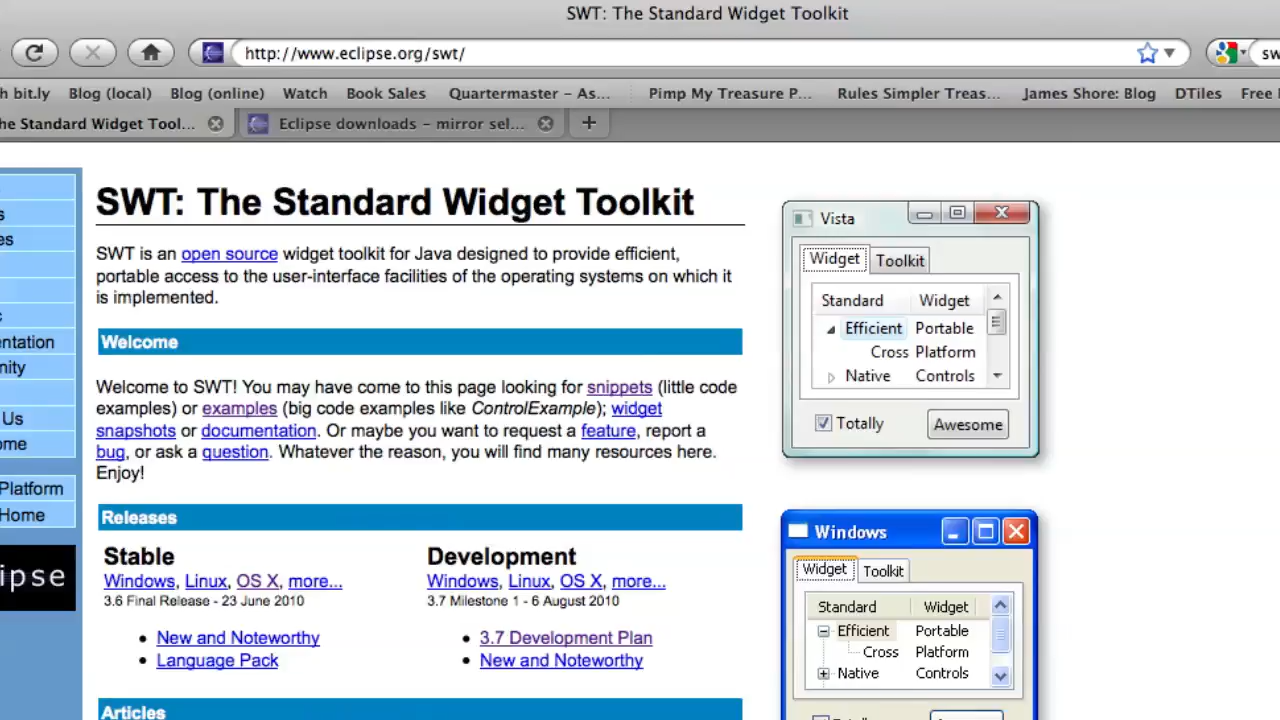 SWT: The Standard Widget Toolkit
http://www.eclipse.org/swt/
sw
h bit.ly Blog (local) Blog (online) Watch Book Sales Quartermaster – As... Pimp My Treasure P... Rules Simpler Treas... James Shore: Blog DTiles Free
he Standard Widget Tool... Eclipse downloads – mirror sel... +
SWT: The Standard Widget Toolkit
SWT is an open source widget toolkit for Java designed to provide efficient,
portable access to the user-interface facilities of the operating systems on which it
is implemented.
Welcome
Welcome to SWT! You may have come to this page looking for snippets (little code
examples) or examples (big code examples like ControlExample); widget
snapshots or documentation. Or maybe you want to request a feature, report a
bug, or ask a question. Whatever the reason, you will find many resources here.
Enjoy!
Releases
Stable Development
Windows, Linux, OS X, more... Windows, Linux, OS X, more...
3.6 Final Release - 23 June 2010 3.7 Milestone 1 - 6 August 2010
• New and Noteworthy • 3.7 Development Plan
• Language Pack • New and Noteworthy
Articles
s
es
c
entation
nity
Us
ome
Platform
Home
lipse
Vista
Widget Toolkit
Standard Widget
Efficient Portable
Cross Platform
Native Controls
Totally Awesome
Windows
Widget Toolkit
Standard Widget
Efficient Portable
Cross Platform
Native Controls